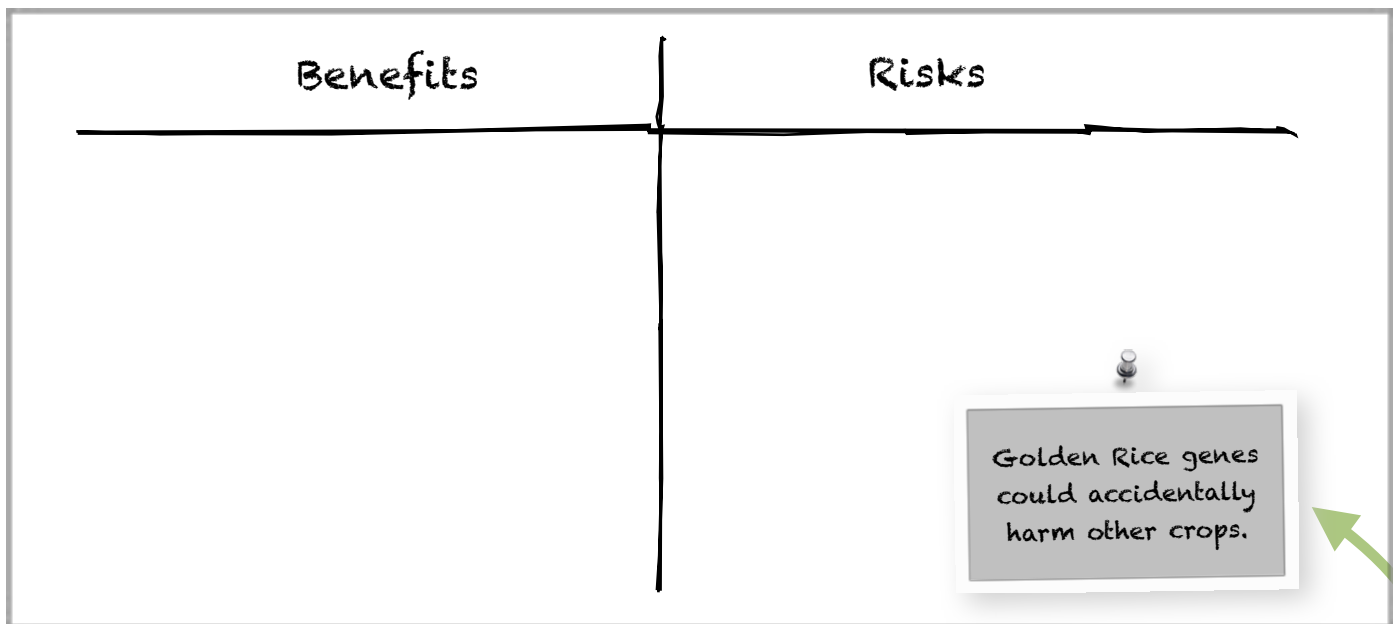 Benefits
Risks
Golden Rice genes
could accidentally
harm other crops.